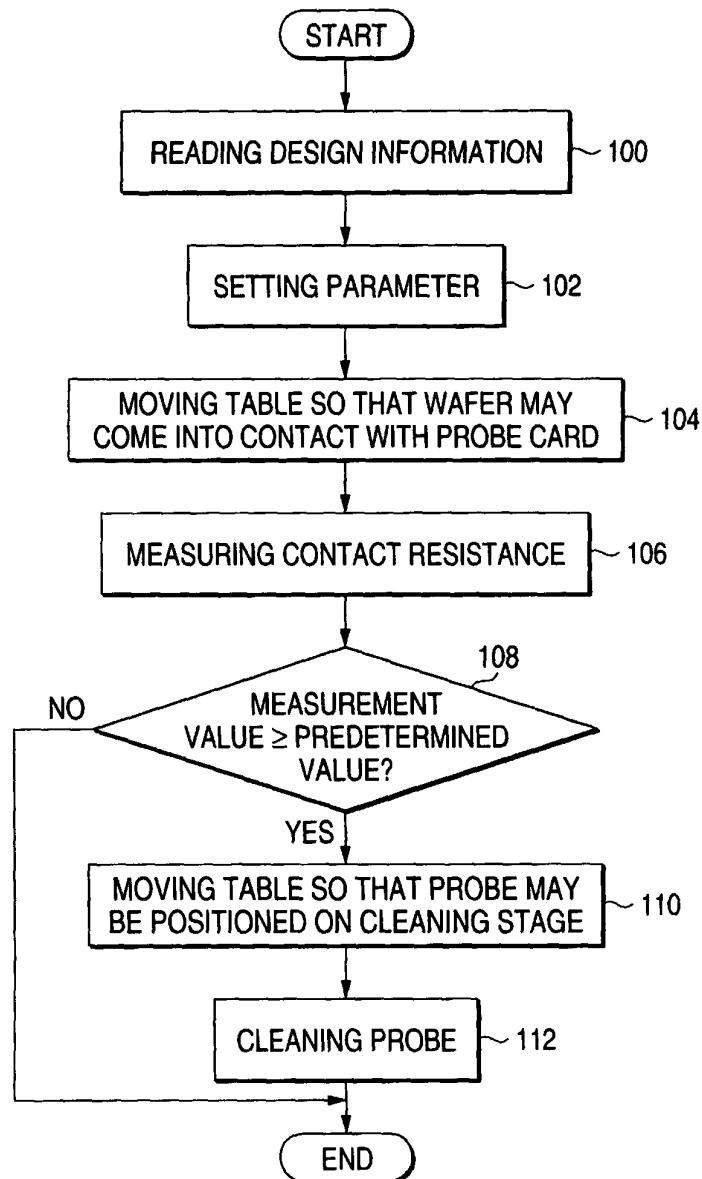 START
READING DESIGN INFORMATION
100
SETTING PARAMETER
102
MOVING TABLE SO THAT WAFER MAY
COME INTO CONTACT WITH PROBE CARD
104
MEASURING CONTACT RESISTANCE
106
108
NO
MEASUREMENT
VALUE ≥ PREDETERMINED
VALUE?
YES
MOVING TABLE SO THAT PROBE MAY
BE POSITIONED ON CLEANING STAGE
110
CLEANING PROBE
112
END